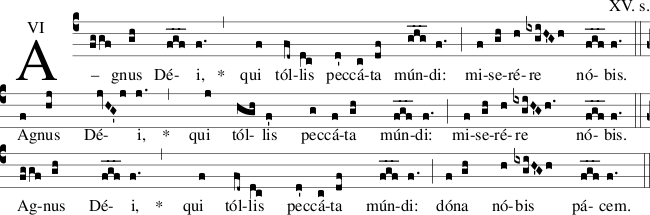 XV. s.
VI
A – gnus Dé- i, * qui tól-lis peccá-ta mún-di: mi-se-ré-re nó-bis.
Agnus Dé- i, * qui tól- lis peccá-ta mún-di: mi-se-ré-re nó-bis.
Ag-nus Dé- i, * qui tól-lis peccá-ta mún-di: dóna nó-bis pá-cem.